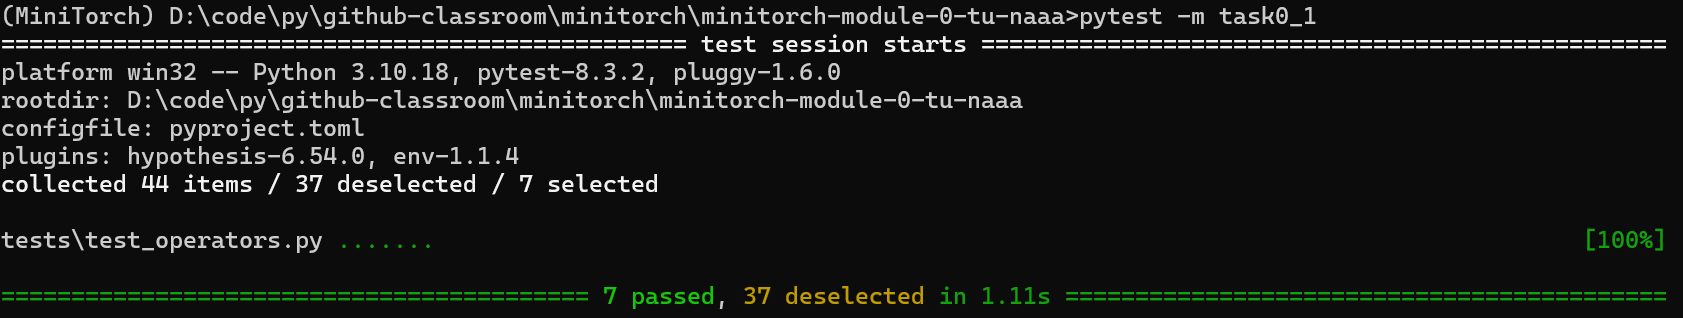 (MiniTorch) D:\code\py\github-classroom\minitorch\minitorch-module-0-tu-naaa>pytest -m task0_1
================================================= test session starts =================================================
platform win32 -- Python 3.10.18, pytest-8.3.2, pluggy-1.6.0
rootdir: D:\code\py\github-classroom\minitorch\minitorch-module-0-tu-naaa
configfile: pyproject.toml
plugins: hypothesis-6.54.0, env-1.1.4
collected 44 items / 37 deselected / 7 selected
tests\test_operators.py ....... [100%]
========================================== 7 passed, 37 deselected in 1.11s ===========================================